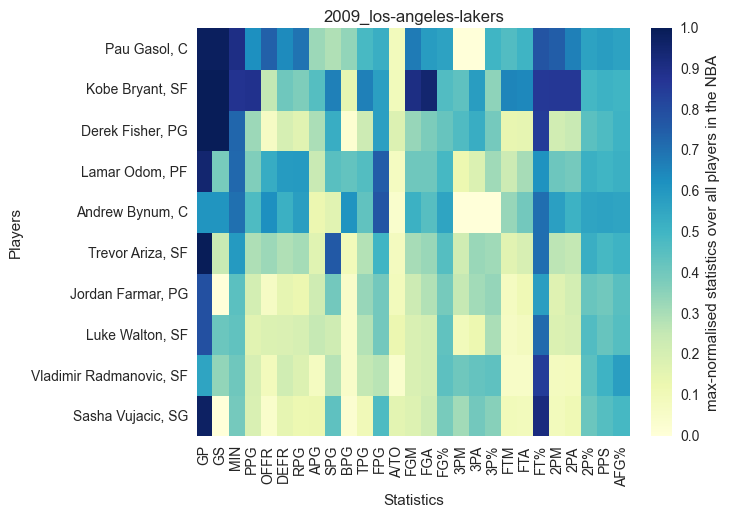 2009_los-angeles-lakers
Players
Pau Gasol, C
Kobe Bryant, SF
Derek Fisher, PG
Lamar Odom, PF
Andrew Bynum, C
Trevor Ariza, SF
Jordan Farmar, PG
Luke Walton, SF
Vladimir Radmanovic, SF
Sasha Vujacic, SG
GP GS MIN PPG OFFR DEFR RPG APG SPG BPG TPG FPG A/TO FGM FGA FG% 3PM 3PA 3P% FTM FTA FT% 2PM 2PA 2P% PPS AFG%
Statistics
1.0
0.9
0.8
0.7
0.6
0.5
0.4
0.3
0.2
0.1
0.0
max-normalised statistics over all players in the NBA